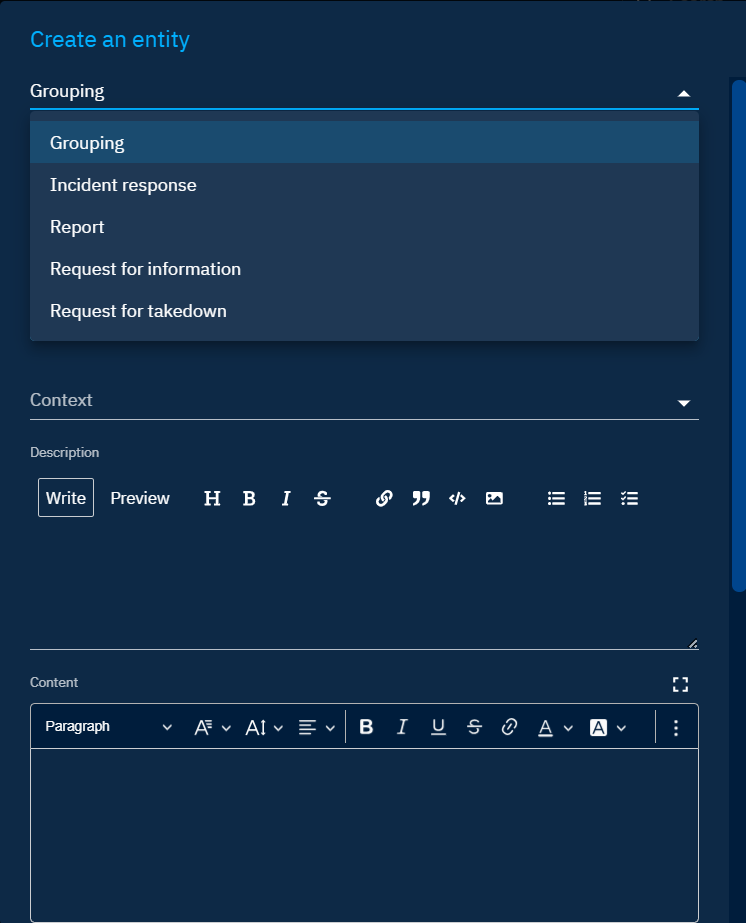 Create an entity
Grouping
Grouping
Incident response
Report
Request for information
Request for takedown
Context
Description
Write Preview H B I S
Content
Paragraph A A B I U S A A